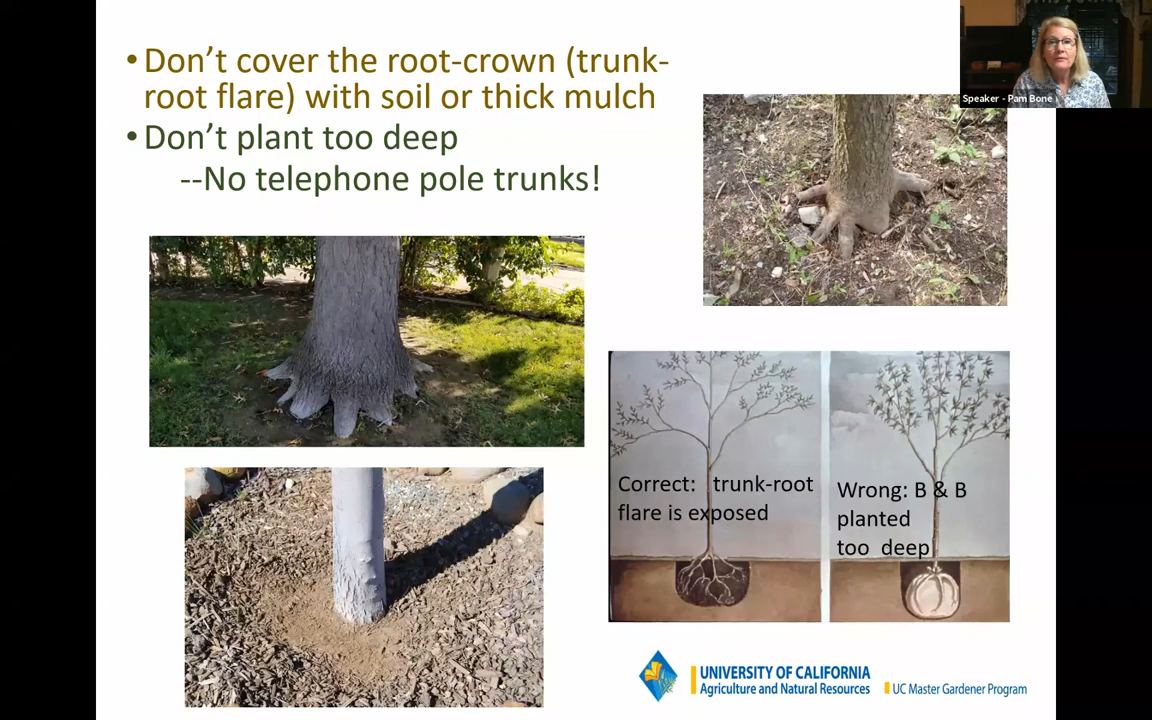 • Don’t cover the root-crown (trunk-
root flare) with soil or thick mulch
• Don’t plant too deep
--No telephone pole trunks!
Speaker - Pam Bone
Correct: trunk-root
flare is exposed
Wrong: B & B
planted
too deep
UNIVERSITY OF CALIFORNIA
Agriculture and Natural Resources
UC Master Gardener Program